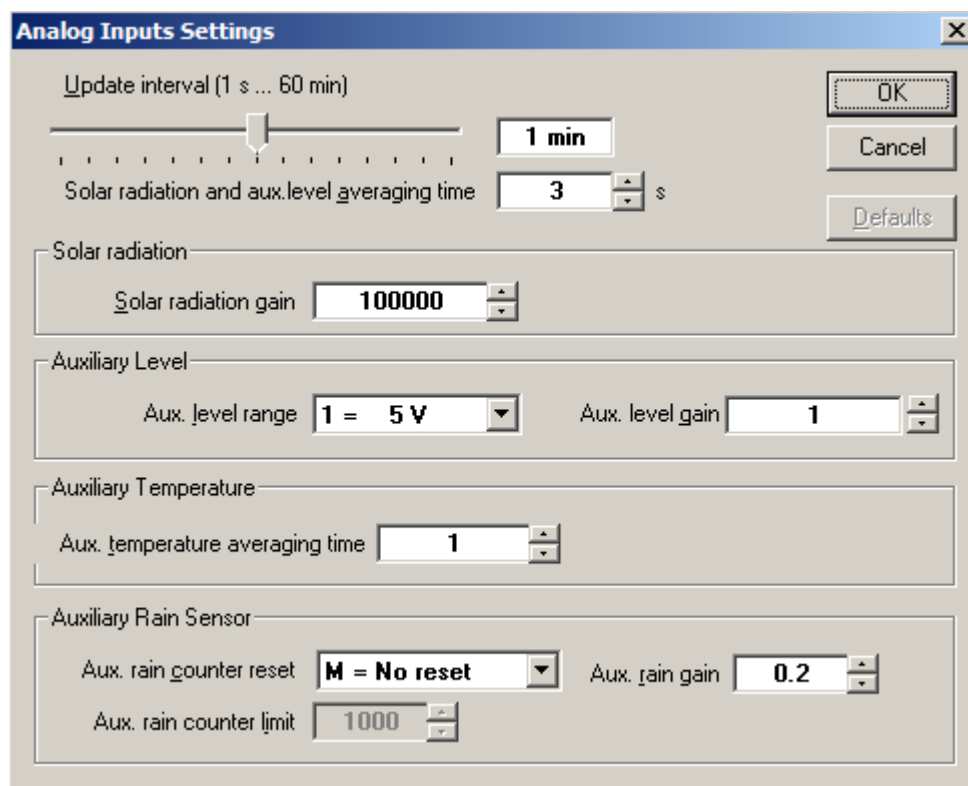 Analog Inputs Settings
Update interval (1 s ... 60 min)
1 min
OK
Cancel
Solar radiation and aux.level averaging time 3 s
Defaults
Solar radiation
Solar radiation gain 100000
Auxiliary Level
Aux. level range 1 = 5 V Aux. level gain 1
Auxiliary Temperature
Aux. temperature averaging time 1
Auxiliary Rain Sensor
Aux. rain counter reset M = No reset Aux. rain gain 0.2
Aux. rain counter limit 1000